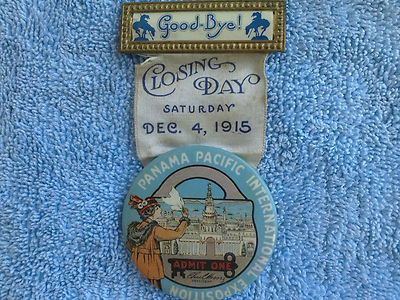 Good-Bye!
CLOSING
DAY
SATURDAY
DEC. 4, 1915
PANAMA PACIFIC INTERNATIONAL EXPOSITION
ADMIT ONE